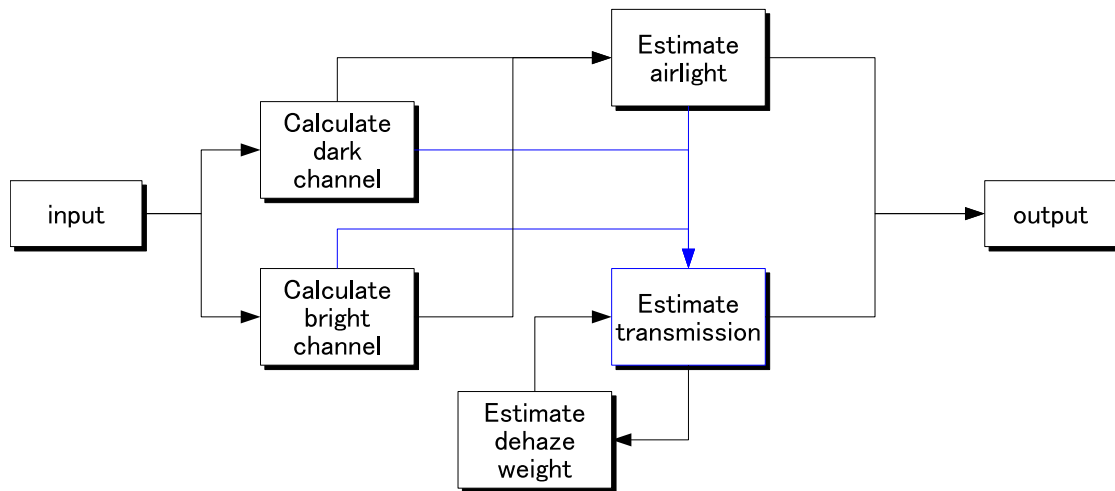 input
Calculate
dark
channel
Calculate
bright
channel
Estimate
airlight
Estimate
transmission
Estimate
dehaze
weight
output